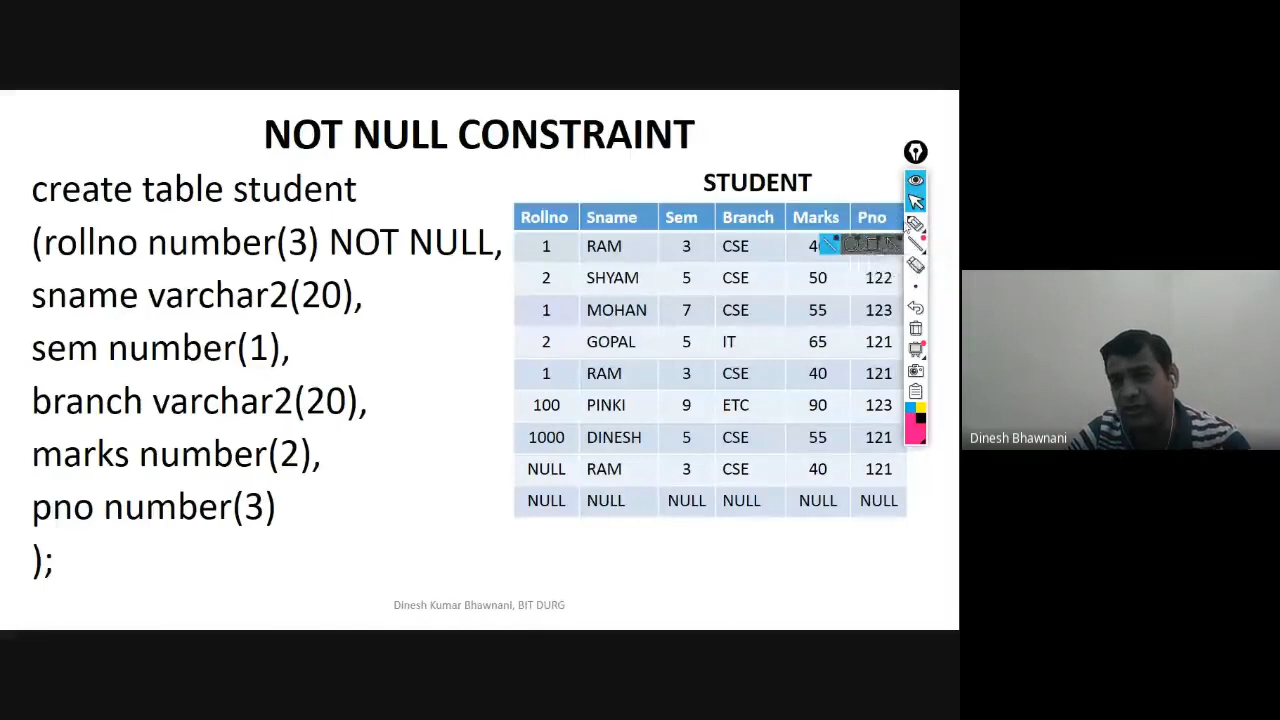 NOT NULL CONSTRAINT
create table student
(rollno number(3) NOT NULL,
sname varchar2(20),
sem number(1),
branch varchar2(20),
marks number(2),
pno number(3)
);
STUDENT
Rollno Sname Sem Branch Marks Pno
1 RAM 3 CSE
2 SHYAM 5 CSE 50 122
1 MOHAN 7 CSE 55 123
2 GOPAL 5 IT 65 121
1 RAM 3 CSE 40 121
100 PINKI 9 ETC 90 123
1000 DINESH 5 CSE 55 121
NULL RAM 3 CSE 40 121
NULL NULL NULL NULL NULL NULL
Dinesh Kumar Bhawnani, BIT DURG
Dinesh Bhawnani